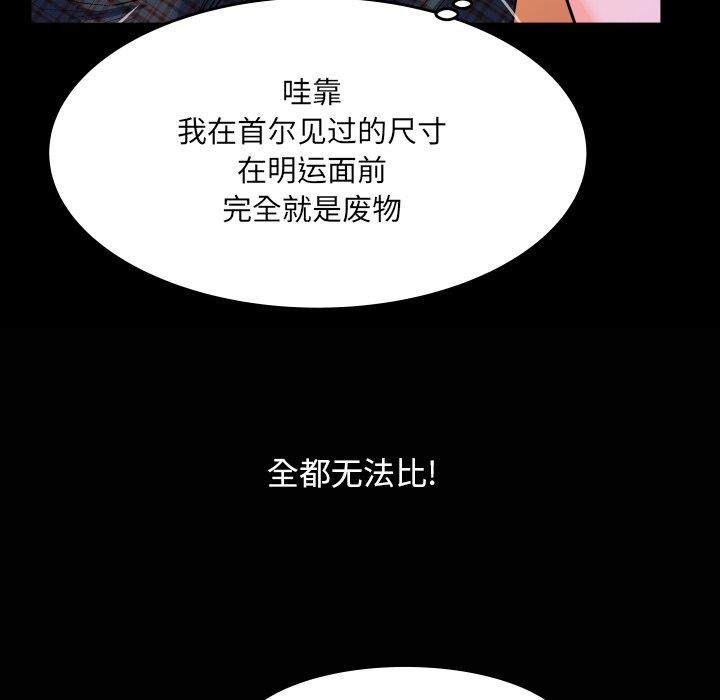 哇靠
我在首尔见过的尺寸
在明运面前
完全就是废物
全都无法比!